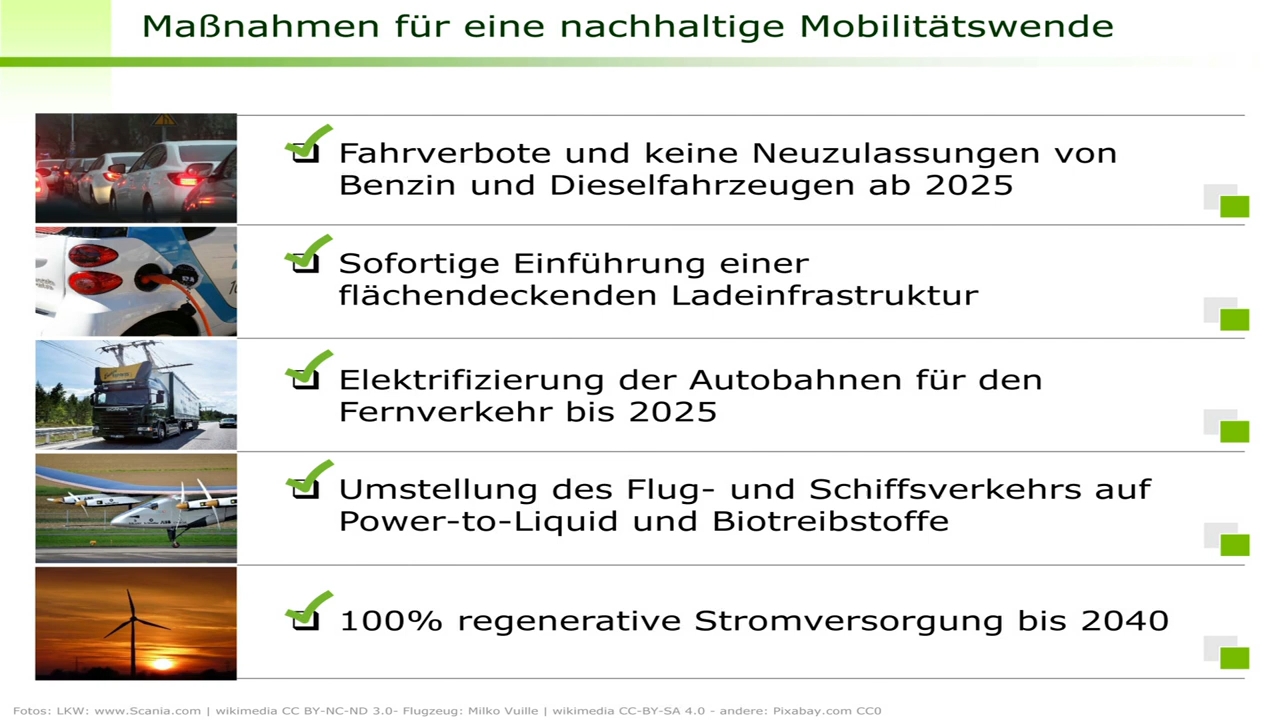 Maßnahmen für eine nachhaltige Mobilitätswende
Fahrverbote und keine Neuzulassungen von
Benzin und Dieselfahrzeugen ab 2025
Sofortige Einführung einer
flächendeckenden Ladeinfrastruktur
Elektrifizierung der Autobahnen für den
Fernverkehr bis 2025
Umstellung des Flug- und Schiffsverkehrs auf
Power-to-Liquid und Biotreibstoffe
100% regenerative Stromversorgung bis 2040
Fotos: LKW: www.Scania.com | wikimedia CC BY-NC-ND 3.0- Flugzeug: Milko Vuille | wikimedia CC-BY-SA 4.0 - andere: Pixabay.com CC0